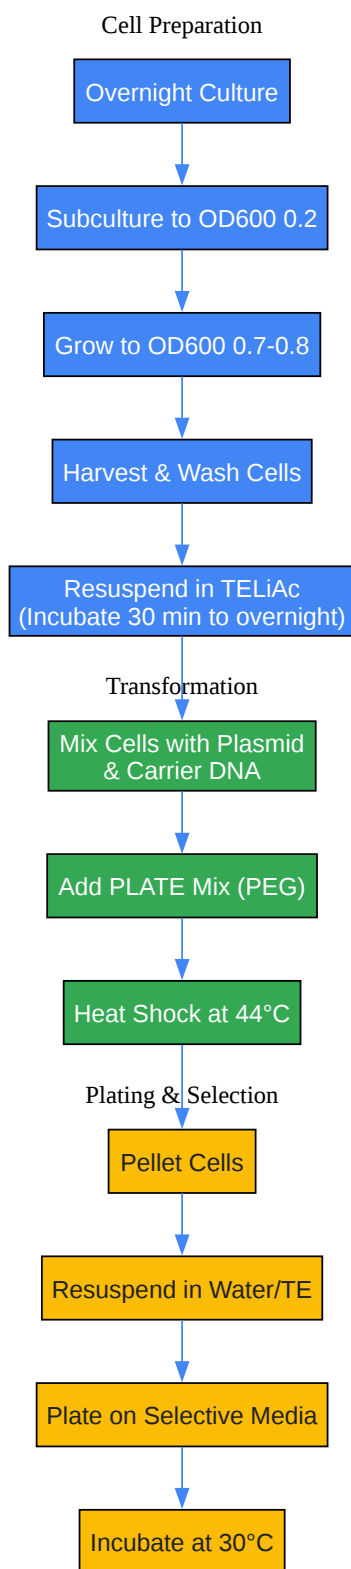 Cell Preparation
Overnight Culture
Subculture to OD600 0.2
Grow to OD600 0.7-0.8
Harvest & Wash Cells
Resuspend in TELiAc
(Incubate 30 min to overnight)
Transformation
Mix Cells with Plasmid
& Carrier DNA
Add PLATE Mix (PEG)
Heat Shock at 44°C
Plating & Selection
Pellet Cells
Resuspend in Water/TE
Plate on Selective Media
Incubate at 30°C